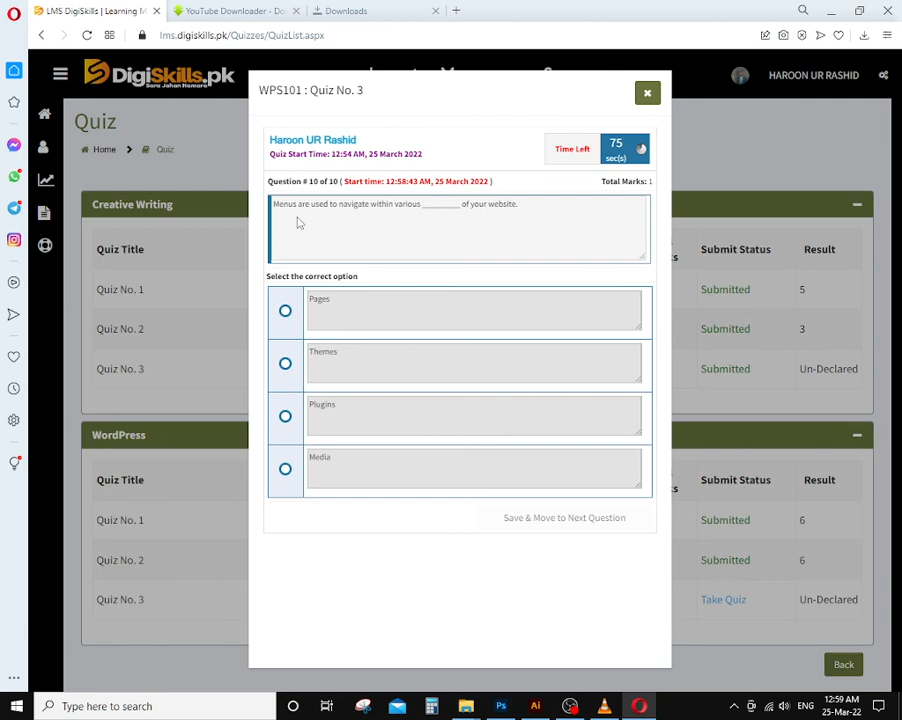 LMS DigiSkills | Learning M
YouTube Downloader - Do
Downloads
lms.digiskills.pk/Quizzes/QuizList.aspx
DigiSkills.pk
HAROON UR RASHID
Quiz
Home
Quiz
Creative Writing
Quiz Title
ks
Submit Status
Result
Quiz No. 1
Submitted
5
Quiz No. 2
Submitted
3
Quiz No. 3
Submitted
Un-Declared
WordPress
Quiz Title
ks
Submit Status
Result
Quiz No. 1
Submitted
6
Quiz No. 2
Submitted
6
Quiz No. 3
Take Quiz
Un-Declared
Back
WPS101 : Quiz No. 3
Haroon UR Rashid
Quiz Start Time: 12:54 AM, 25 March 2022
Time Left
75
sec(s)
Question # 10 of 10 ( Start time: 12:58:43 AM, 25 March 2022 )
Total Marks: 1
Menus are used to navigate within various _________ of your website.
Select the correct option
Pages
Themes
Plugins
Media
Save & Move to Next Question
Type here to search
Ps
Ai
ENG
12:59 AM
25-Mar-22